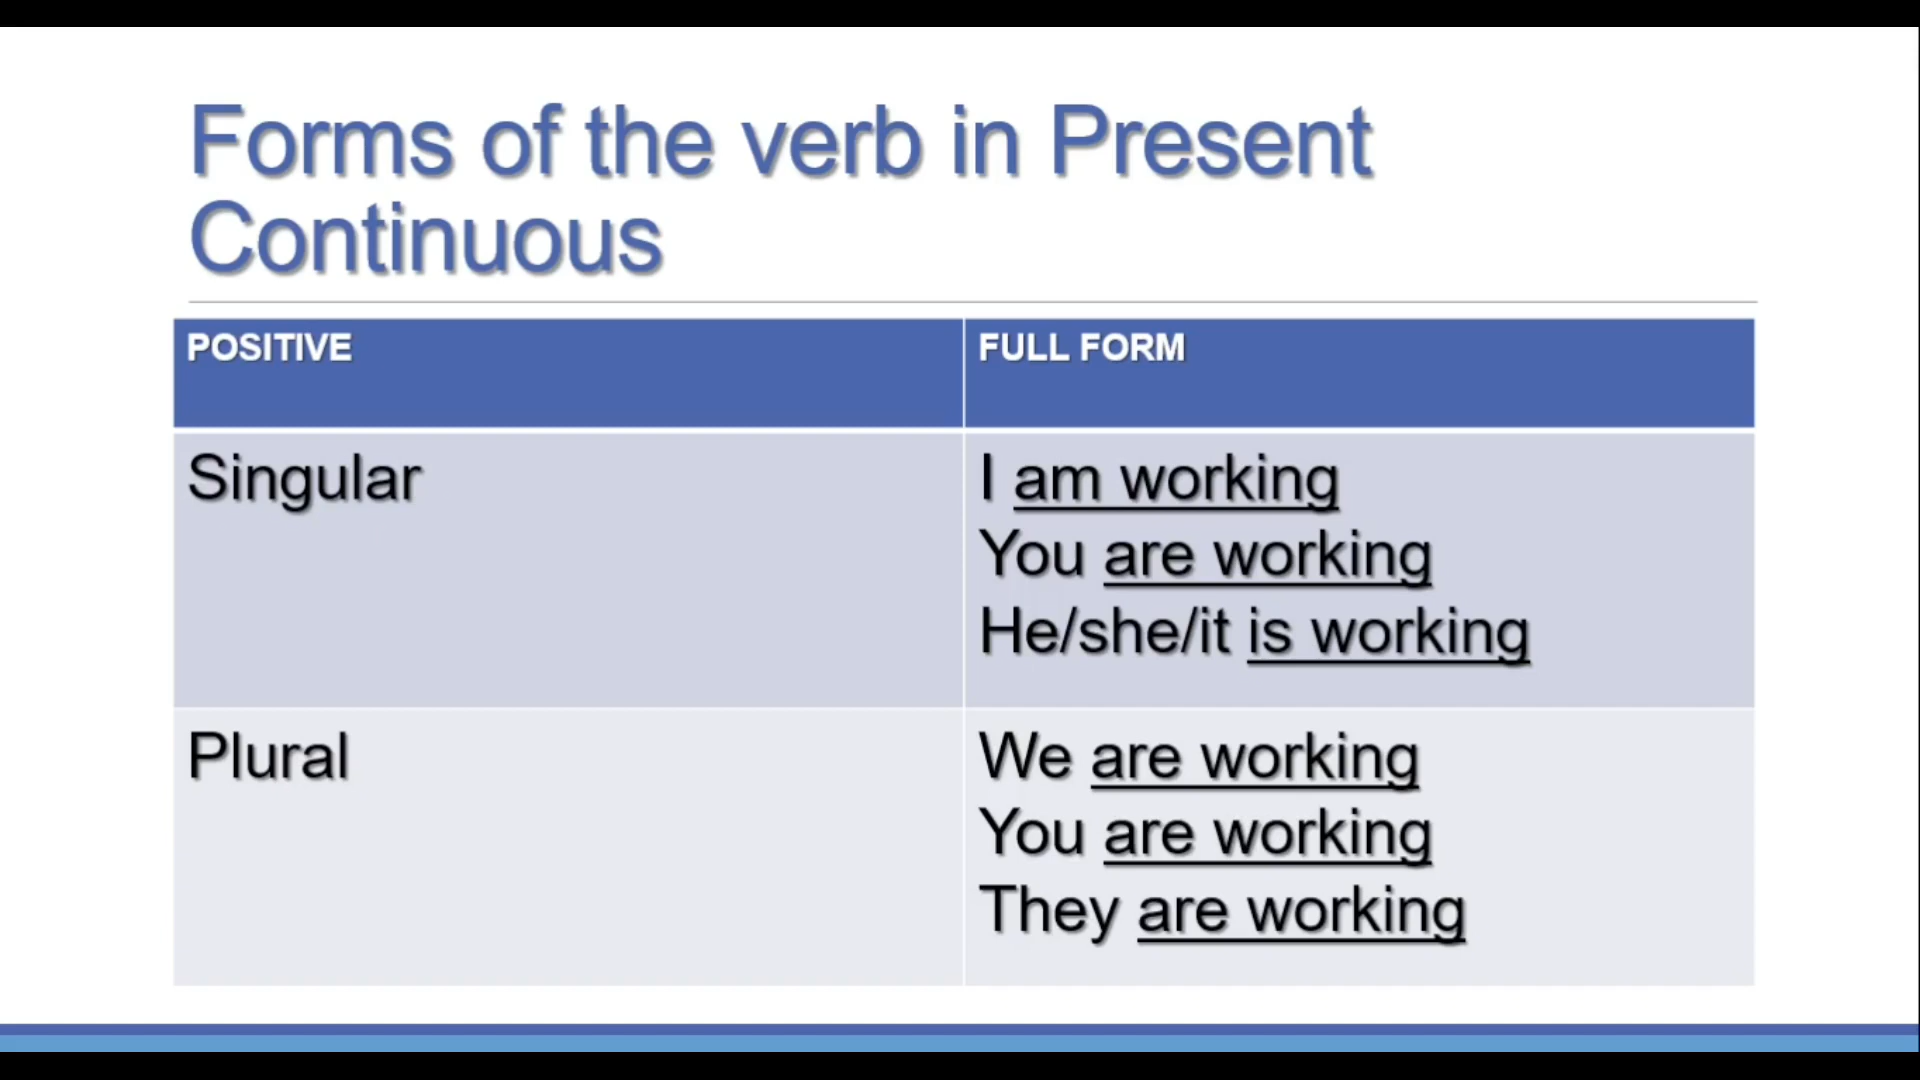 Forms of the verb in Present
Continuous
POSITIVE
FULL FORM
Singular
I am working
You are working
He/she/it is working
Plural
We are working
You are working
They are working